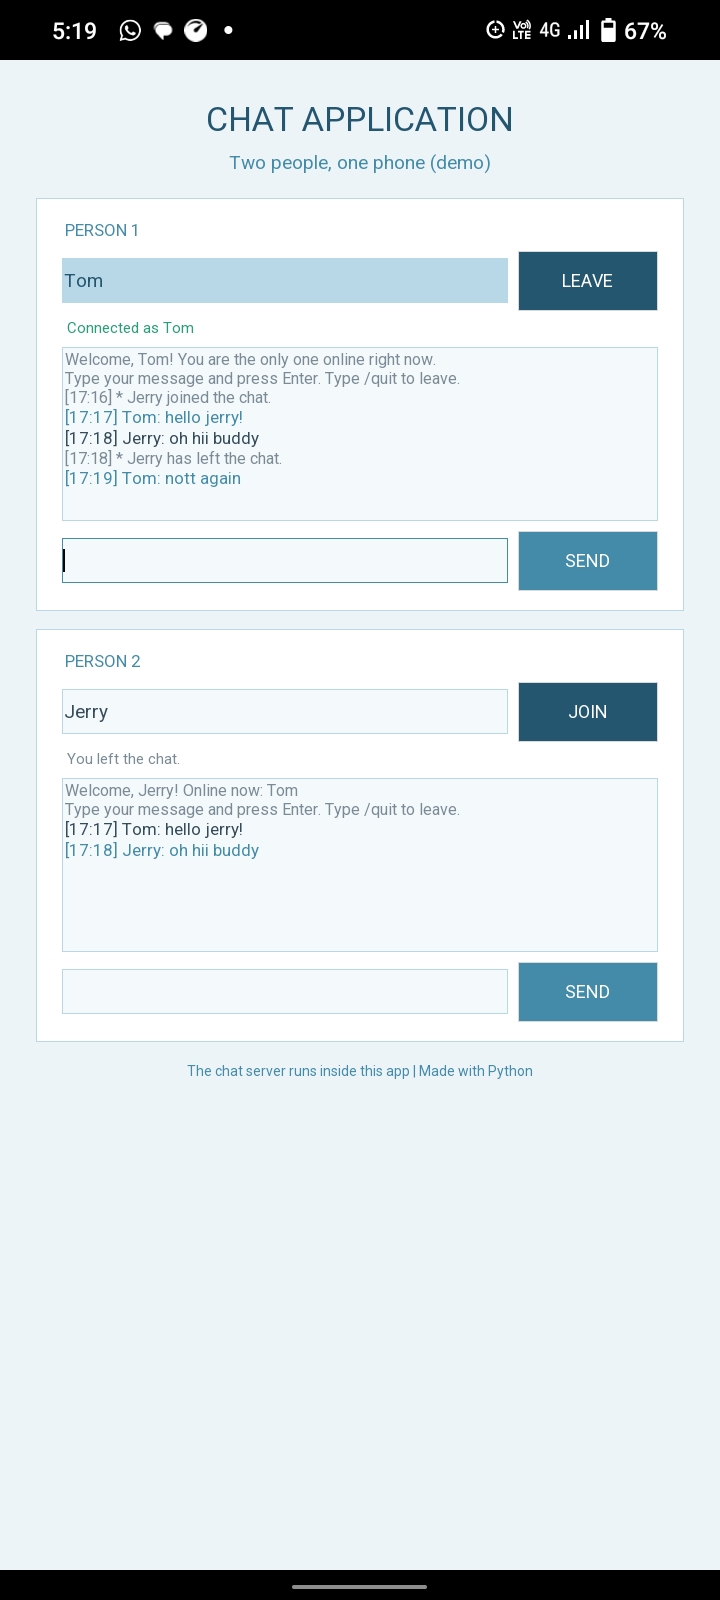 5:19 Vo)) LTE 4G 67%
CHAT APPLICATION
Two people, one phone (demo)
PERSON 1
Tom LEAVE
Connected as Tom
Welcome, Tom! You are the only one online right now.
Type your message and press Enter. Type /quit to leave.
[17:16] * Jerry joined the chat.
[17:17] Tom: hello jerry!
[17:18] Jerry: oh hii buddy
[17:18] * Jerry has left the chat.
[17:19] Tom: nott again
SEND
PERSON 2
Jerry JOIN
You left the chat.
Welcome, Jerry! Online now: Tom
Type your message and press Enter. Type /quit to leave.
[17:17] Tom: hello jerry!
[17:18] Jerry: oh hii buddy
SEND
The chat server runs inside this app | Made with Python